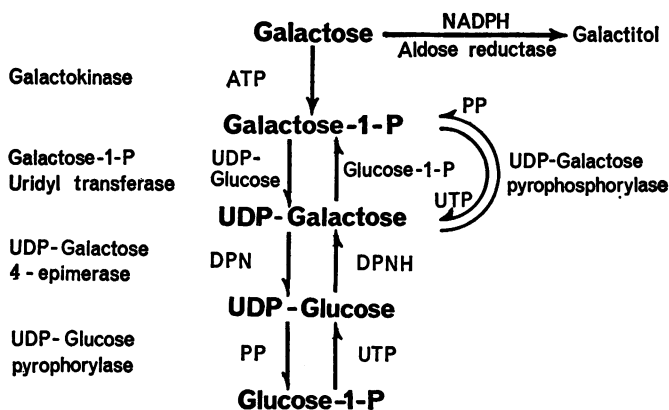 Galactose
NADPH
Aldose reductase
Galactitol
Galactokinase
ATP
Galactose-1-P
PP
Galactose-1-P
Uridyl transferase
UDP-
Glucose
Glucose-1-P
UDP-Galactose
pyrophosphorylase
UTP
UDP-Galactose
UDP-Galactose
4-epimerase
DPN
DPNH
UDP-Glucose
UDP-Glucose
pyrophorylase
PP
UTP
Glucose-1-P